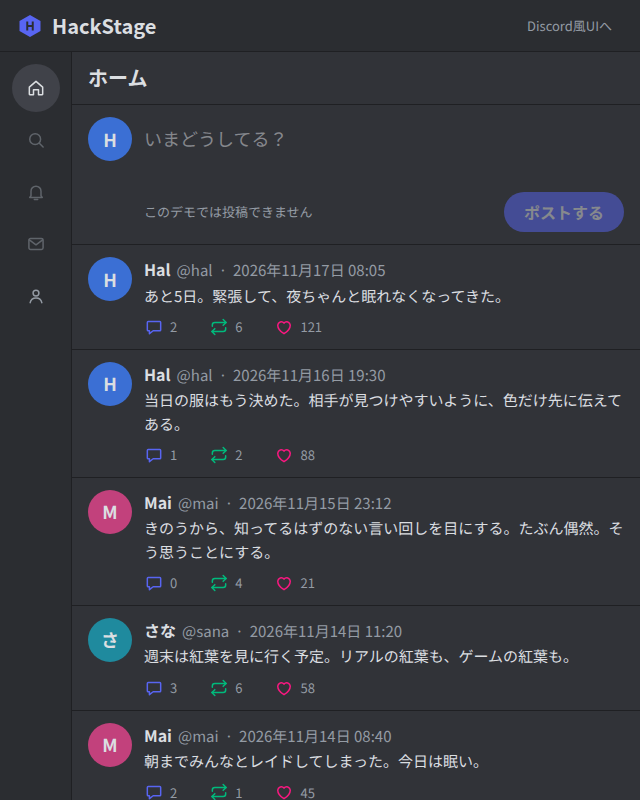 HackStage
Discord風UIへ
ホーム
H
いまどうしてる？
このデモでは投稿できません
ポストする
H
Hal @hal · 2026年11月17日 08:05
あと5日。緊張して、夜ちゃんと眠れなくなってきた。
2 6 121
H
Hal @hal · 2026年11月16日 19:30
当日の服はもう決めた。相手が見つけやすいように、色だけ先に伝えて
ある。
1 2 88
M
Mai @mai · 2026年11月15日 23:12
きのうから、知ってるはずのない言い回しを目にする。たぶん偶然。そ
う思うことにする。
0 4 21
さ
さな @sana · 2026年11月14日 11:20
週末は紅葉を見に行く予定。リアルの紅葉も、ゲームの紅葉も。
3 6 58
M
Mai @mai · 2026年11月14日 08:40
朝までみんなとレイドしてしまった。今日は眠い。
2 1 45